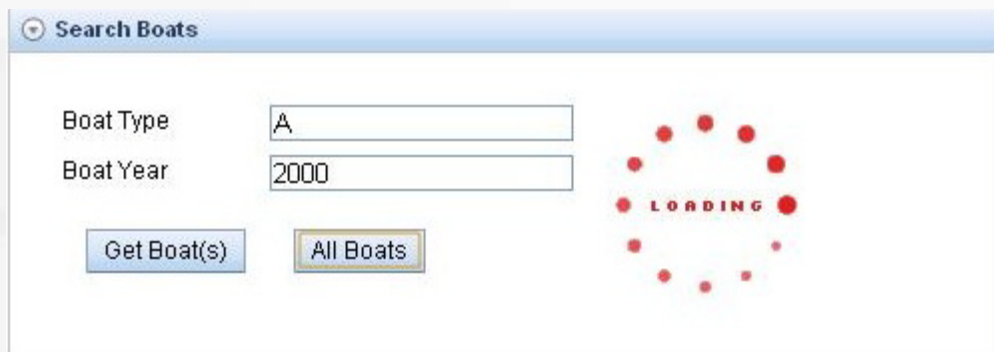 Search Boats
Boat Type A
Boat Year 2000
LOADING
Get Boat(s) All Boats